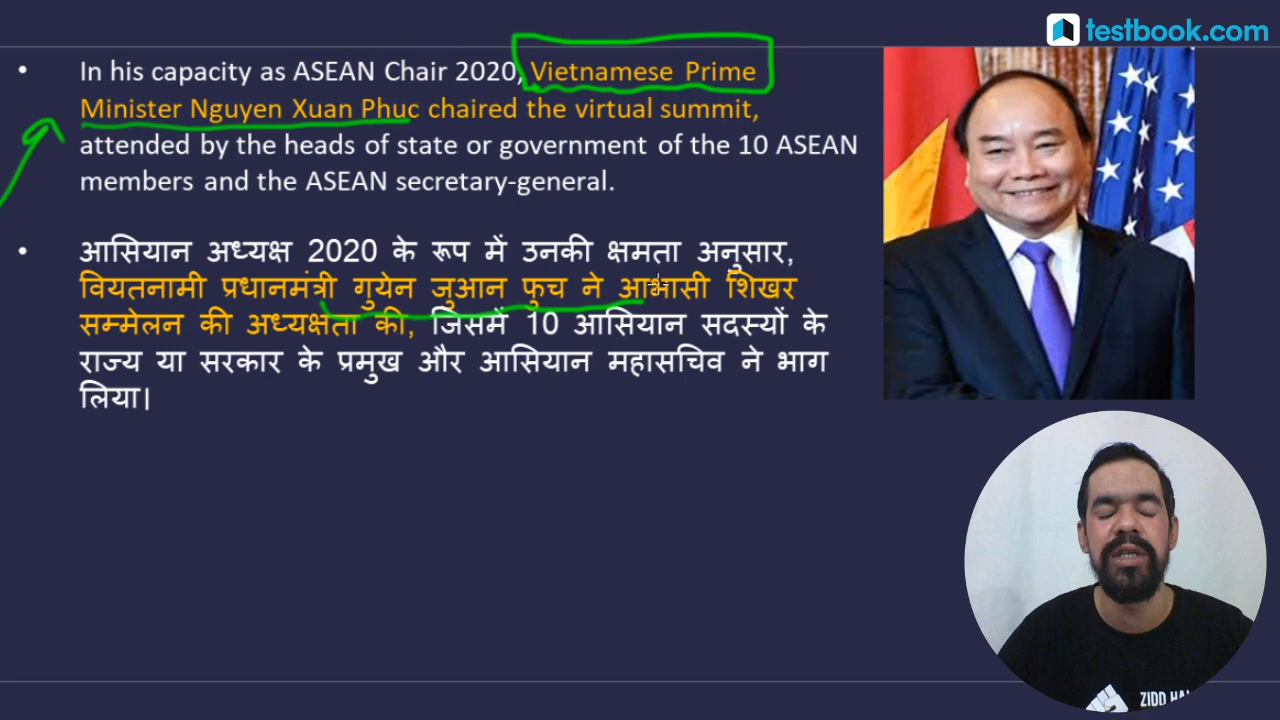 testbook.com
• In his capacity as ASEAN Chair 2020, Vietnamese Prime
Minister Nguyen Xuan Phuc chaired the virtual summit,
attended by the heads of state or government of the 10 ASEAN
members and the ASEAN secretary-general.
• आसियान अध्यक्ष 2020 के रूप में उनकी क्षमता अनुसार,
वियतनामी प्रधानमंत्री गुयेन जुआन फुच ने आभासी शिखर
सम्मेलन की अध्यक्षता की, जिसमें 10 आसियान सदस्यों के
राज्य या सरकार के प्रमुख और आसियान महासचिव ने भाग
लिया।
ZIDD